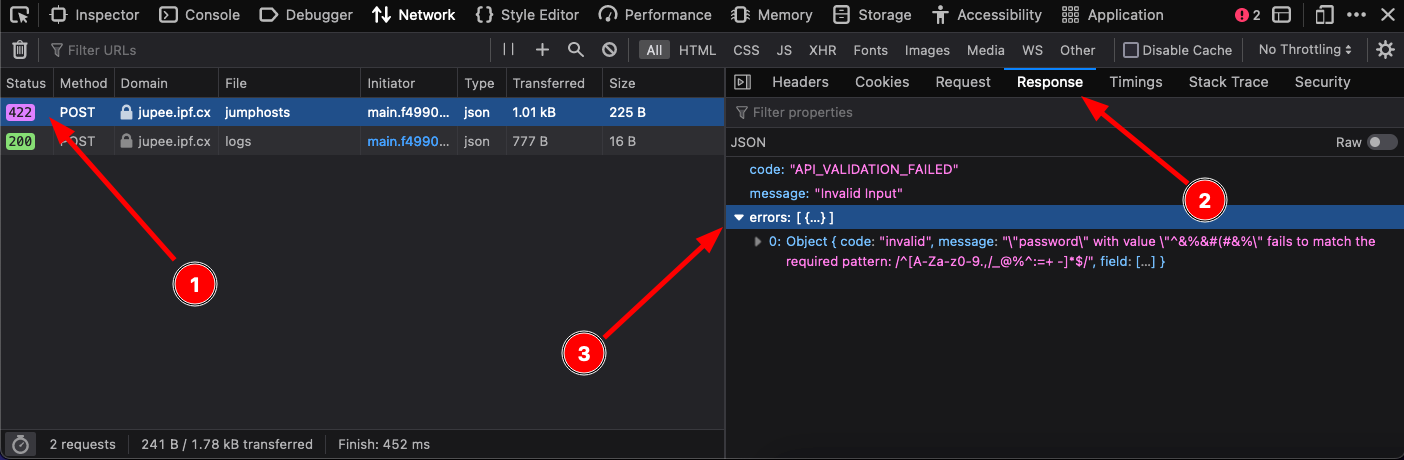 Inspector Console Debugger Network Style Editor Performance Memory Storage Accessibility Application 2
Filter URLs All HTML CSS JS XHR Fonts Images Media WS Other Disable Cache No Throttling
Status Method Domain File Initiator Type Transferred Size
422 POST jupee.ipf.cx jumphosts main.f4990... json 1.01 kB 225 B
200 POST jupee.ipf.cx logs main.f4990... json 777 B 16 B
1
2 requests 241 B / 1.78 kB transferred Finish: 452 ms
Headers Cookies Request Response Timings Stack Trace Security
Filter properties
JSON Raw
code: "API_VALIDATION_FAILED"
message: "Invalid Input"
2
errors: [ {…} ]
0: Object { code: "invalid", message: "\"password\" with value \"^&%&#(#&%\" fails to match the
required pattern: /^[A-Za-z0-9.,/_@%^:=+ -]*$/", field: […] }
3